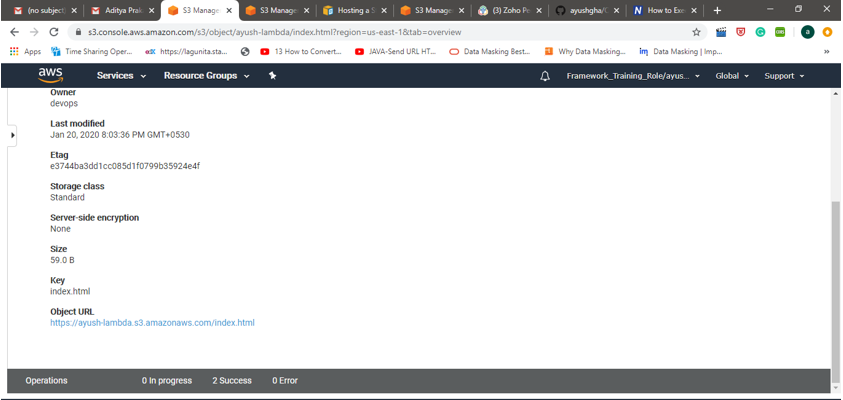 (no subject)
Aditya Prak
S3 Manage
S3 Manage
Hosting a S
S3 Manage
(3) Zoho Pe
ayushgha/C
How to Exe
s3.console.aws.amazon.com/s3/object/ayush-lambda/index.html?region=us-east-1&tab=overview
Apps
Time Sharing Oper...
https://lagunita.sta...
13 How to Convert...
JAVA-Send URL HT...
Data Masking Best...
Why Data Masking...
Data Masking | Imp...
»
aws
Services
Resource Groups
Framework_Training_Role/ayus...
Global
Support
Owner
devops
Last modified
Jan 20, 2020 8:03:36 PM GMT+0530
Etag
e3744ba3dd1cc085d1f0799b35924e4f
Storage class
Standard
Server-side encryption
None
Size
59.0 B
Key
index.html
Object URL
https://ayush-lambda.s3.amazonaws.com/index.html
Operations
0 In progress
2 Success
0 Error